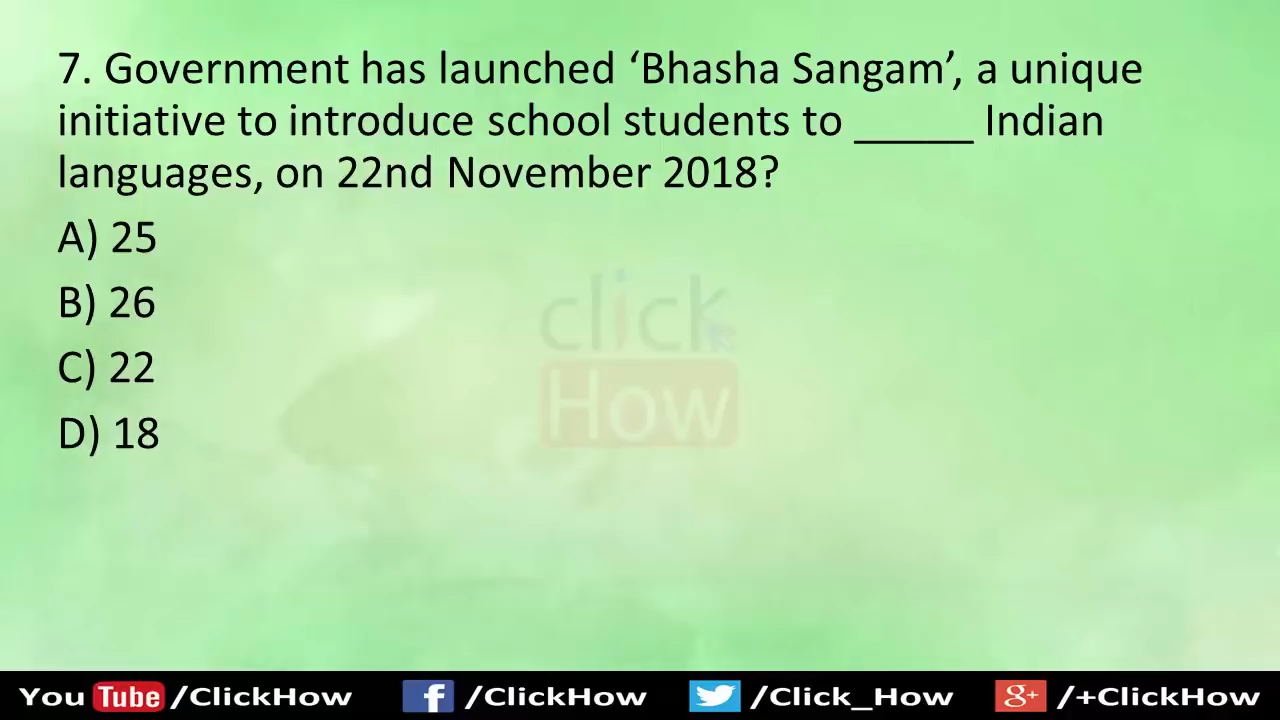 7. Government has launched ‘Bhasha Sangam’, a unique
initiative to introduce school students to _____ Indian
languages, on 22nd November 2018?
A) 25
B) 26
C) 22
D) 18
click
How
You Tube /ClickHow f /ClickHow /Click_How g+ /+ClickHow